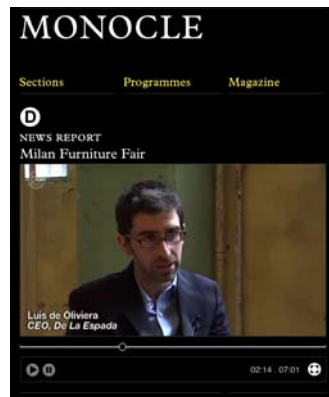 MONOCLE
Sections Programmes Magazine
D
NEWS REPORT
Milan Furniture Fair
Luis de Oliviera
CEO, De La Espada
02:14 . 07:01